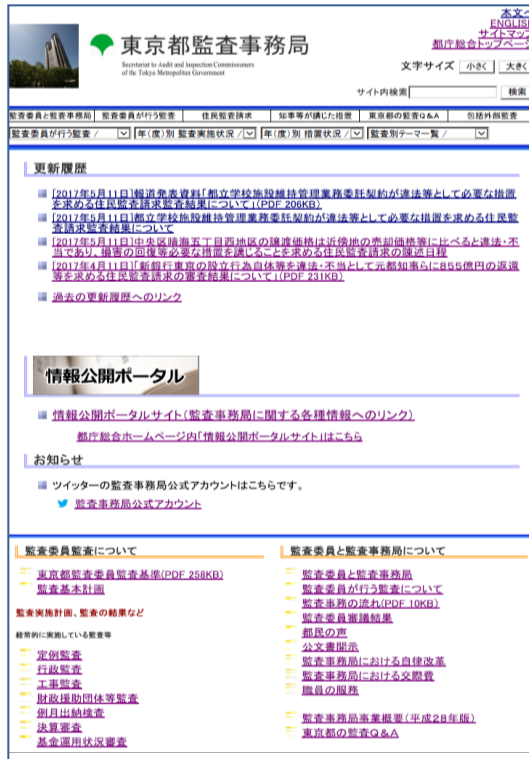 本文へ
ENGLISH
サイトマップ
都庁総合トップページ
東京都監査事務局
Secretariat to Audit and Inspection Commissioners
of the Tokyo Metropolitan Government
文字サイズ 小さく 大きく
サイト内検索 検索
監査委員と監査事務局 監査委員が行う監査 住民監査請求 知事等が講じた措置 東京都の監査Q&A 包括外部監査
監査委員が行う監査 / 年(度)別 監査実施状況 / 年(度)別 措置状況 / 監査別テーマ一覧 /
更新履歴
[2017年5月11日]報道発表資料「都立学校施設維持管理業務委託契約が違法等として必要な措置
を求める住民監査請求監査結果について」(PDF 206KB)
[2017年5月11日]都立学校施設維持管理業務委託契約が違法等として必要な措置を求める住民監
査請求監査結果について
[2017年5月11日]中央区晴海五丁目西地区の譲渡価格は近傍地の売却価格等に比べると違法・不
当であり、損害の回復等必要な措置を講じることを求める住民監査請求の陳述日程
[2017年4月11日]「新銀行東京の設立行為自体等を違法・不当として元都知事らに855億円の返還
等を求める住民監査請求の審査結果について」(PDF 231KB)
過去の更新履歴へのリンク
情報公開ポータル
情報公開ポータルサイト(監査事務局に関する各種情報へのリンク)
都庁総合ホームページ内「情報公開ポータルサイト」はこちら
お知らせ
ツイッターの監査事務局公式アカウントはこちらです。
監査事務局公式アカウント
監査委員監査について
東京都監査委員監査基準(PDF 258KB)
監査基本計画
監査実施計画、監査の結果など
経常的に実施している監査等
定例監査
行政監査
工事監査
財政援助団体等監査
例月出納検査
決算審査
基金運用状況審査
監査委員と監査事務局について
監査委員と監査事務局
監査委員が行う監査について
監査事務の流れ(PDF 10KB)
監査委員審議結果
都民の声
公文書開示
監査事務局における自律改革
監査事務局における交際費
職員の服務
監査事務局事業概要(平成28年版)
東京都の監査Q&A